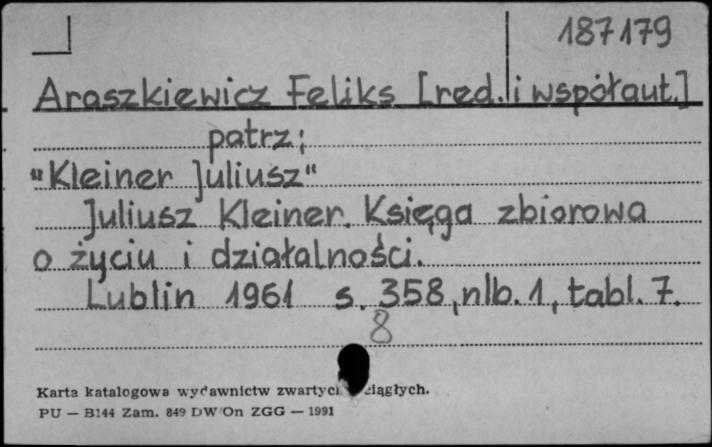 187179
Araszkiewicz Feliks [red. i współaut.]
patrz:
"Kleiner Juliusz"
Juliusz Kleiner. Księga zbiorowa
o życiu i działalności.
Lublin 1961 s. 358, nlb. 1, tabl. 7.
8
Karta katalogowa wydawnictw zwartych ciągłych.
PU — B144 Zam. 849 DW/On ZGG — 1991